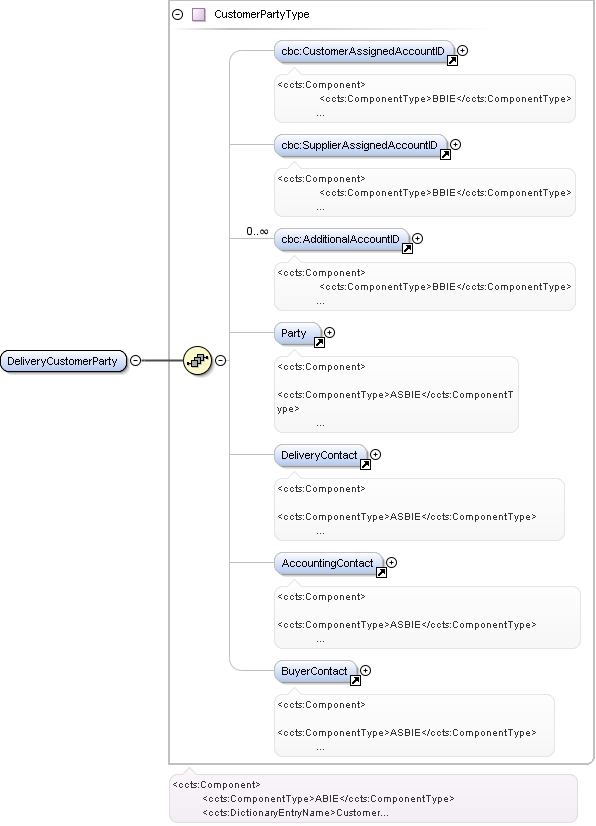 CustomerPartyType
cbc:CustomerAssignedAccountID
<ccts:Component>
<ccts:ComponentType>BBIE</ccts:ComponentType>
...
cbc:SupplierAssignedAccountID
<ccts:Component>
<ccts:ComponentType>BBIE</ccts:ComponentType>
...
0..∞
cbc:AdditionalAccountID
<ccts:Component>
<ccts:ComponentType>BBIE</ccts:ComponentType>
...
Party
<ccts:Component>
<ccts:ComponentType>ASBIE</ccts:ComponentT
ype>
...
DeliveryCustomerParty
DeliveryContact
<ccts:Component>
<ccts:ComponentType>ASBIE</ccts:ComponentType>
...
AccountingContact
<ccts:Component>
<ccts:ComponentType>ASBIE</ccts:ComponentType>
...
BuyerContact
<ccts:Component>
<ccts:ComponentType>ASBIE</ccts:ComponentType>
...
<ccts:Component>
<ccts:ComponentType>ABIE</ccts:ComponentType>
<ccts:DictionaryEntryName>Customer...